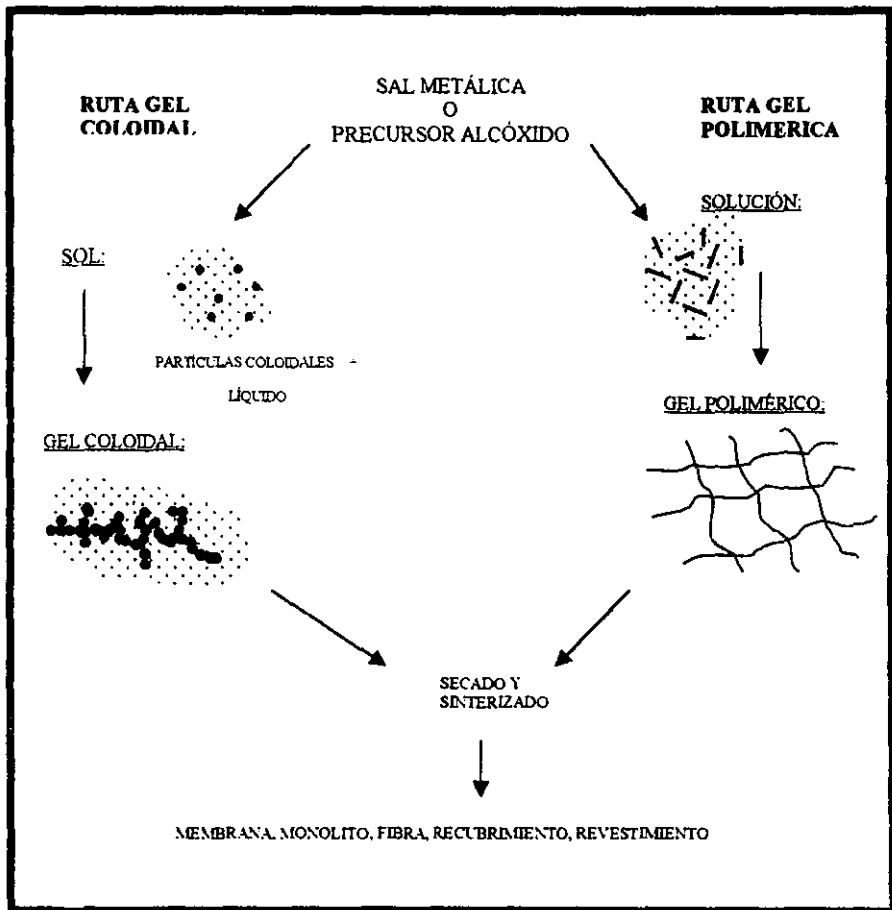 SAL METÁLICA
O
PRECURSOR ALCÓXIDO
RUTA GEL
COLOIDAL
RUTA GEL
POLIMERICA
SOL:
PARTÍCULAS COLOIDALES -
LÍQUIDO
GEL COLOIDAL:
SOLUCIÓN:
GEL POLIMÉRICO:
SECADO Y
SINTERIZADO
MEMBRANA, MONOLITO, FIBRA, RECUBRIMIENTO, REVESTIMIENTO